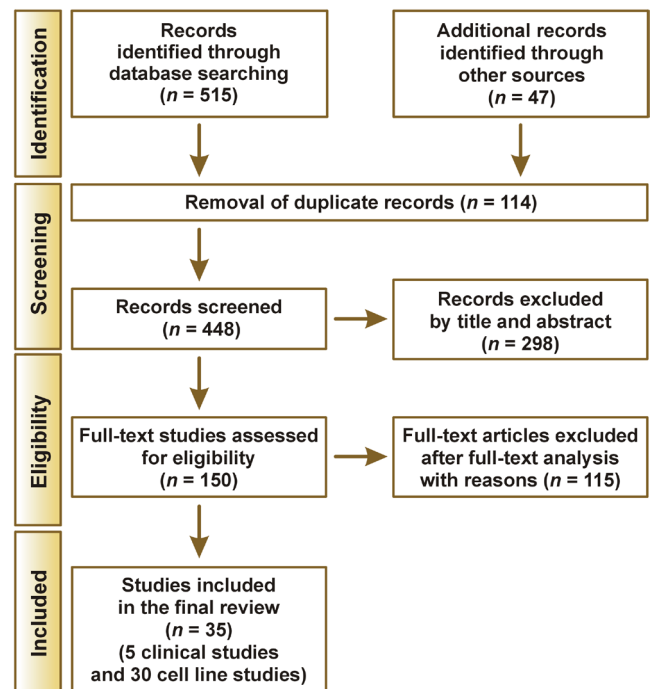 Identification
Records
identified through
database searching
(n = 515)
Additional records
identified through
other sources
(n = 47)
Screening
Removal of duplicate records (n = 114)
Records screened
(n = 448)
Records excluded
by title and abstract
(n = 298)
Eligibility
Full-text studies assessed
for eligibility
(n = 150)
Full-text articles excluded
after full-text analysis
with reasons (n = 115)
Included
Studies included
in the final review
(n = 35)
(5 clinical studies
and 30 cell line studies)